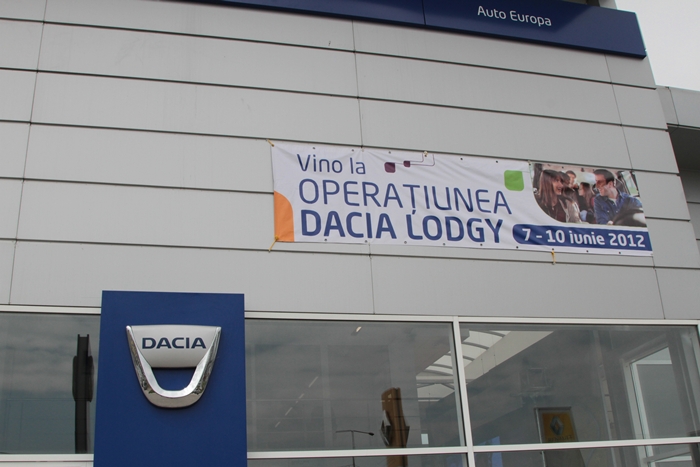 Auto Europa
Vino la
OPERAȚIUNEA
DACIA LODGY
7 - 10 iunie 2012
DACIA